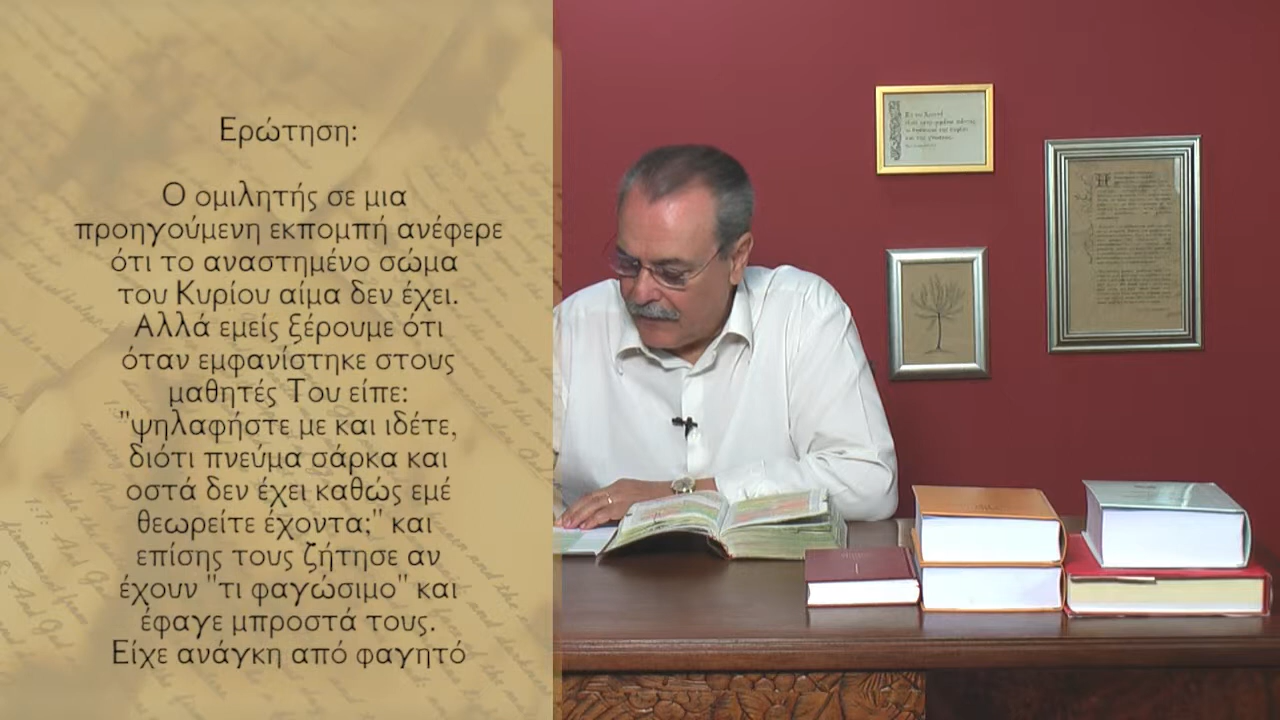 Ερώτηση:
Ο ομιλητής σε μια
προηγούμενη εκπομπή ανέφερε
ότι το αναστημένο σώμα
του Κυρίου αίμα δεν έχει.
Αλλά εμείς ξέρουμε ότι
όταν εμφανίστηκε στους
μαθητές Του είπε:
"ψηλαφήστε με και ιδέτε,
διότι πνεύμα σάρκα και
οστά δεν έχει καθώς εμέ
θεωρείτε έχοντα;" και
επίσης τους ζήτησε αν
έχουν "τι φαγώσιμο" και
έφαγε μπροστά τους.
Είχε ανάγκη από φαγητό